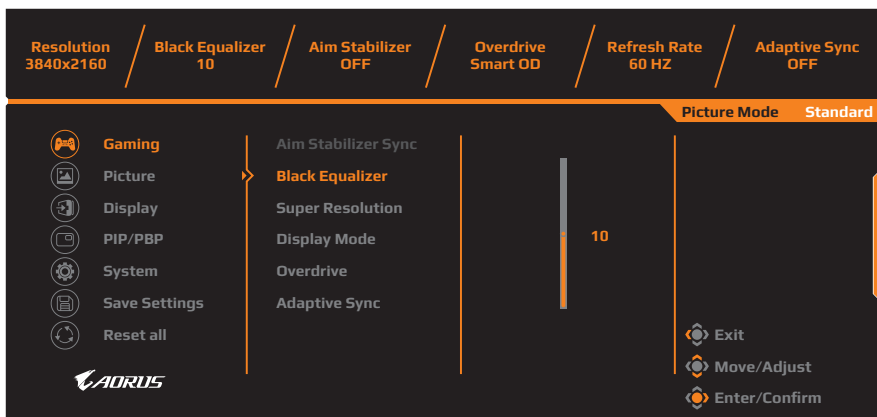 Resolution Black Equalizer Aim Stabilizer Overdrive Refresh Rate Adaptive Sync
3840x2160 10 OFF Smart OD 60 HZ OFF
Picture Mode Standard
Gaming Aim Stabilizer Sync
Picture Black Equalizer
Display Super Resolution
PIP/PBP Display Mode 10
System Overdrive
Save Settings Adaptive Sync
Reset all Exit
AORUS Move/Adjust
Enter/Confirm